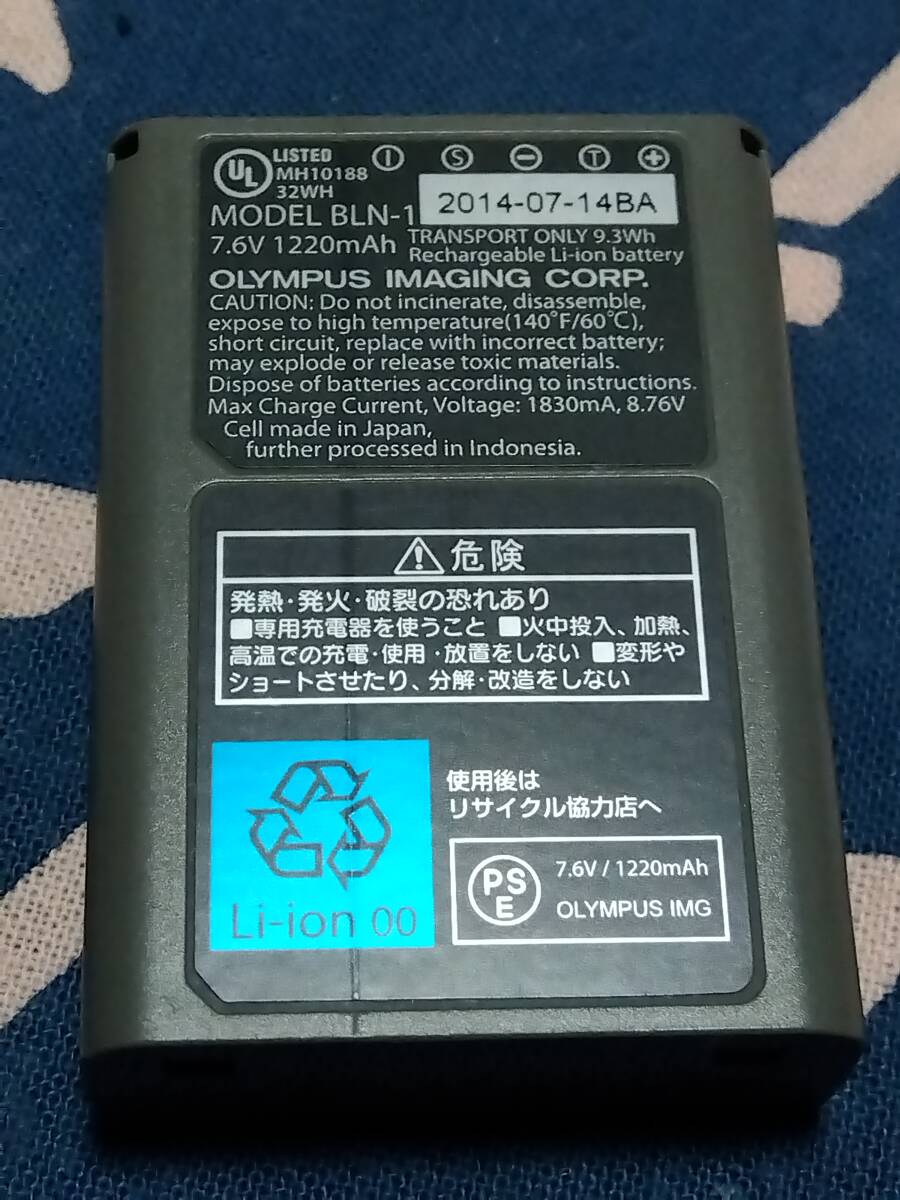 UL LISTED
MH10188
32WH
I S − T +
MODEL BLN-1
2014-07-14BA
7.6V 1220mAh
TRANSPORT ONLY 9.3Wh
Rechargeable Li-ion battery
OLYMPUS IMAGING CORP.
CAUTION: Do not incinerate, disassemble,
expose to high temperature(140°F/60℃),
short circuit, replace with incorrect battery;
may explode or release toxic materials.
Dispose of batteries according to instructions.
Max Charge Current, Voltage: 1830mA, 8.76V
Cell made in Japan,
further processed in Indonesia.
危険
発熱・発火・破裂の恐れあり
■専用充電器を使うこと ■火中投入、加熱、
高温での充電・使用・放置をしない ■変形や
ショートさせたり、分解・改造をしない
使用後は
リサイクル協力店へ
Li-ion 00
PSE
7.6V / 1220mAh
OLYMPUS IMG